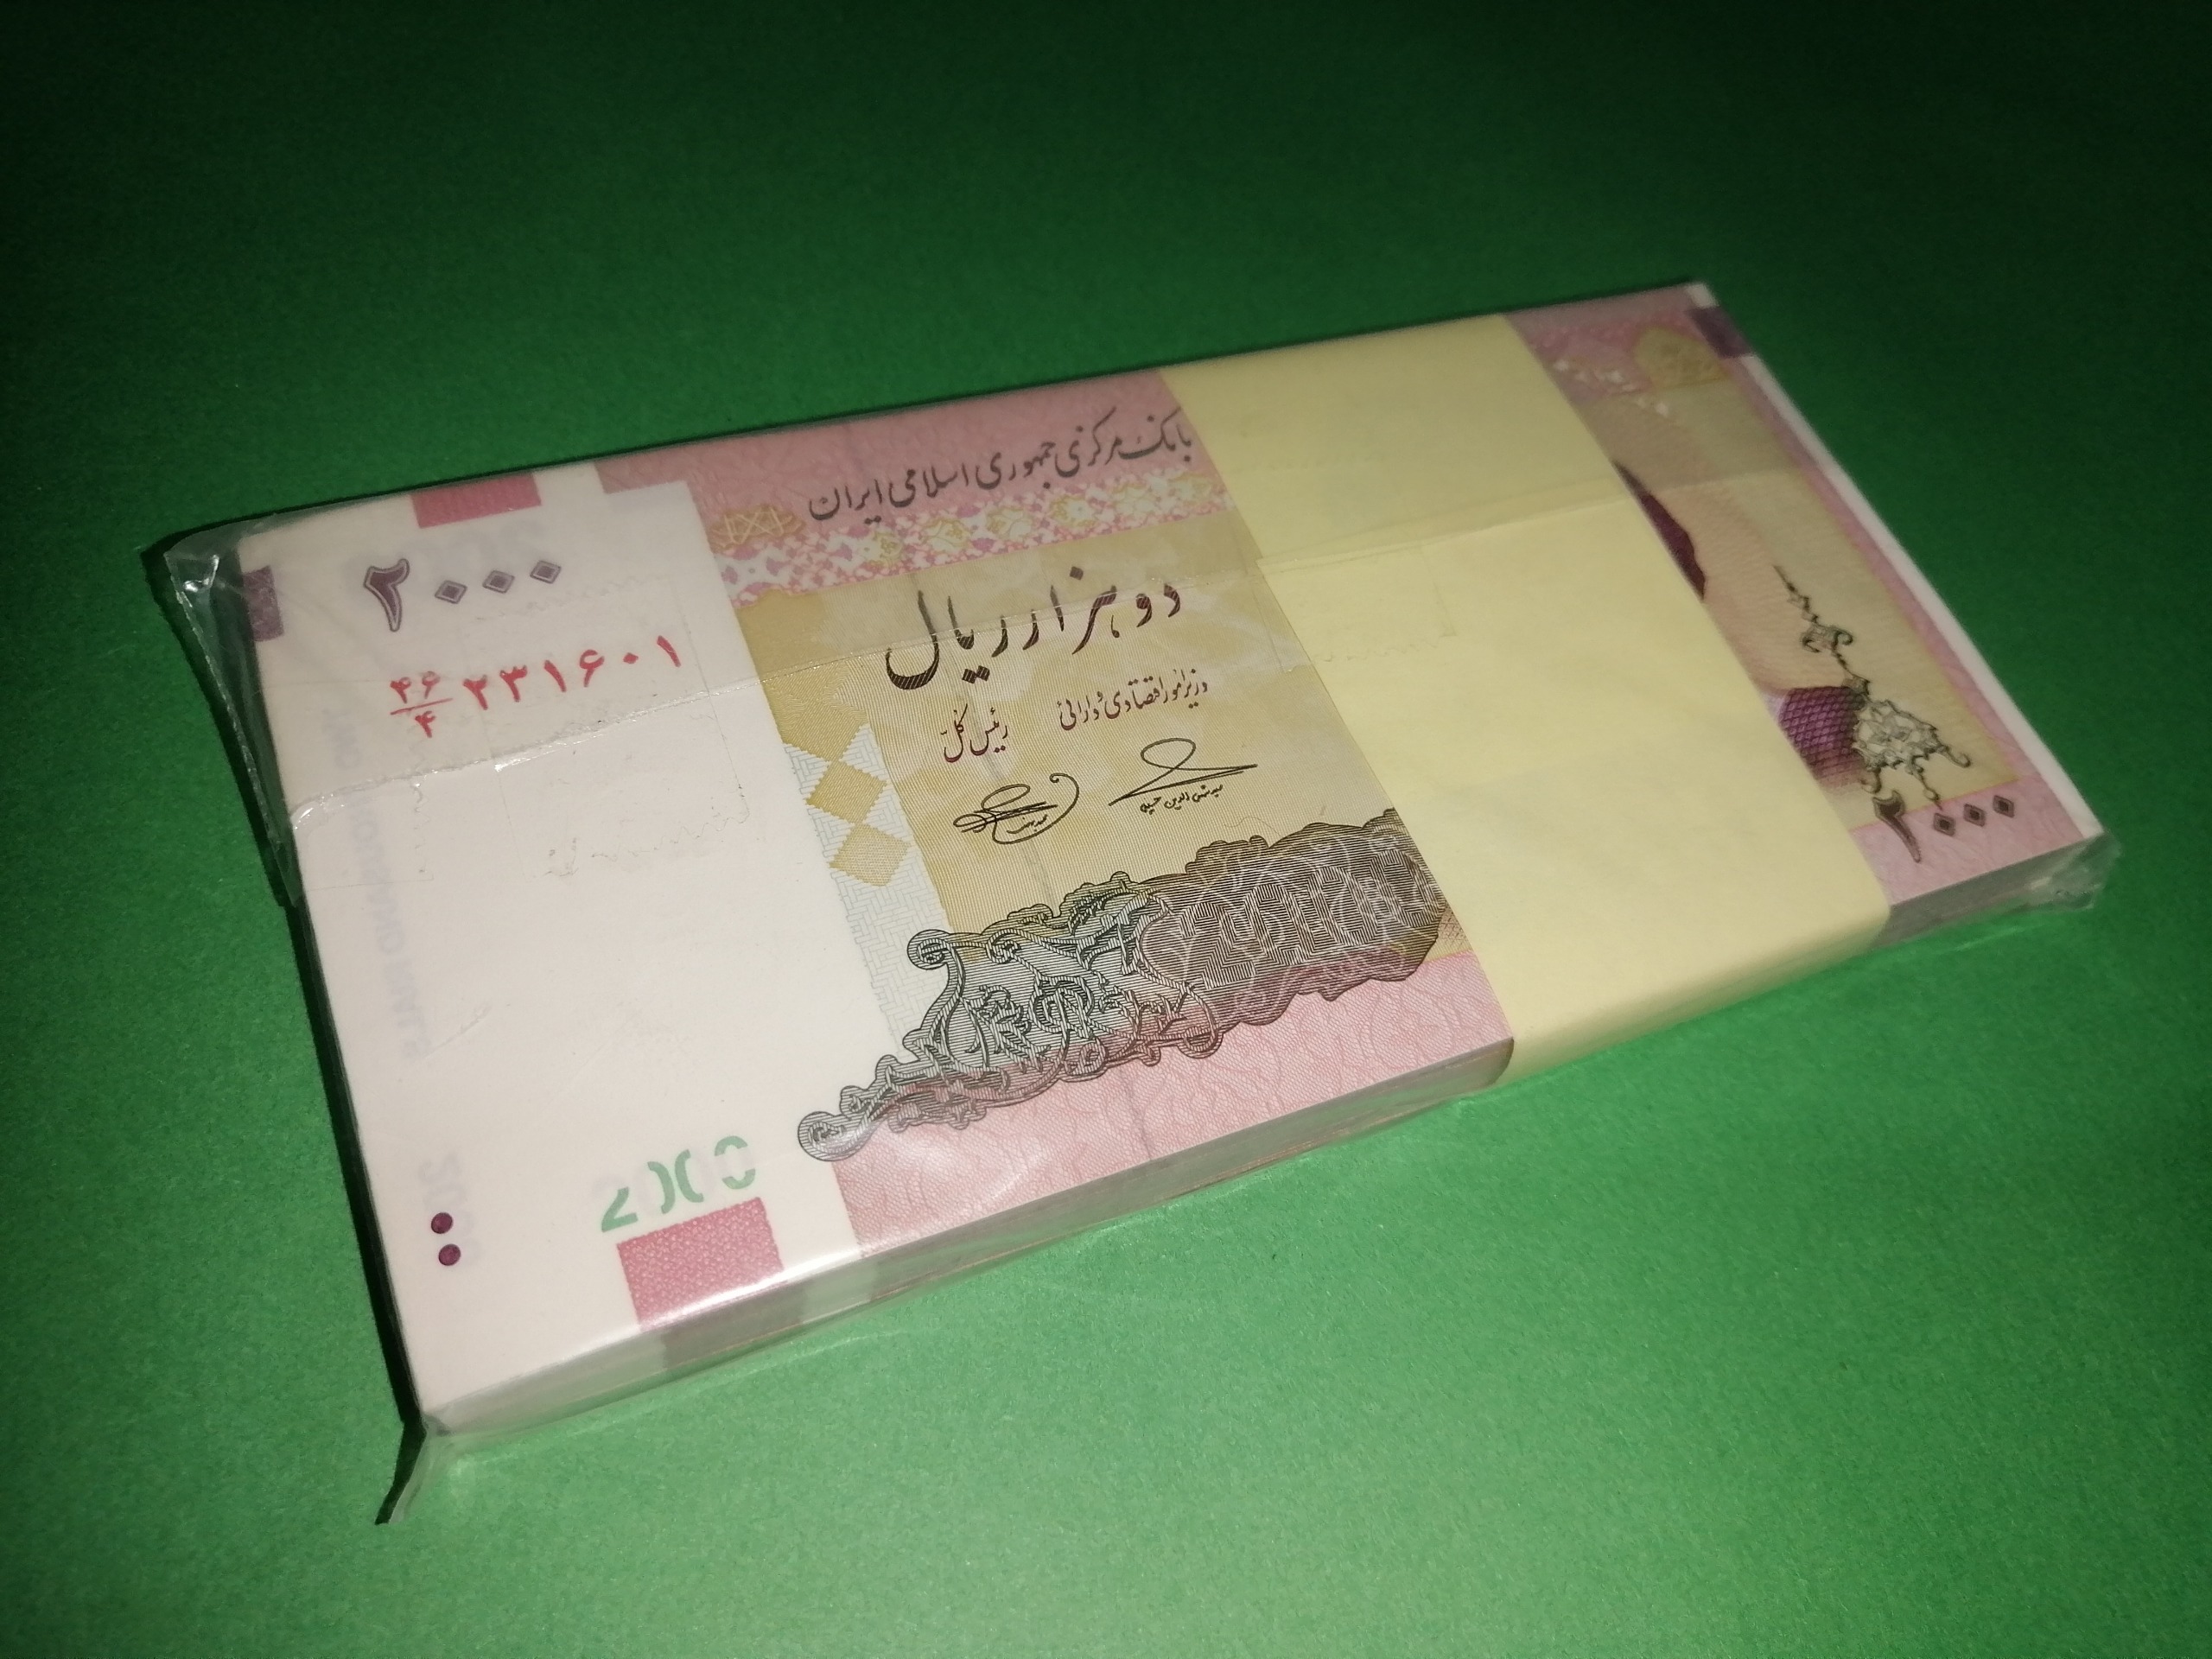 بانک مرکزی جمهوری اسلامی ایران
۲۰۰۰
دو هزار ریال
۴۶/۴ ۲۳۱۶۰۱
وزیر امور اقتصادی و دارائی
رئیس کل
2000
۲۰۰۰